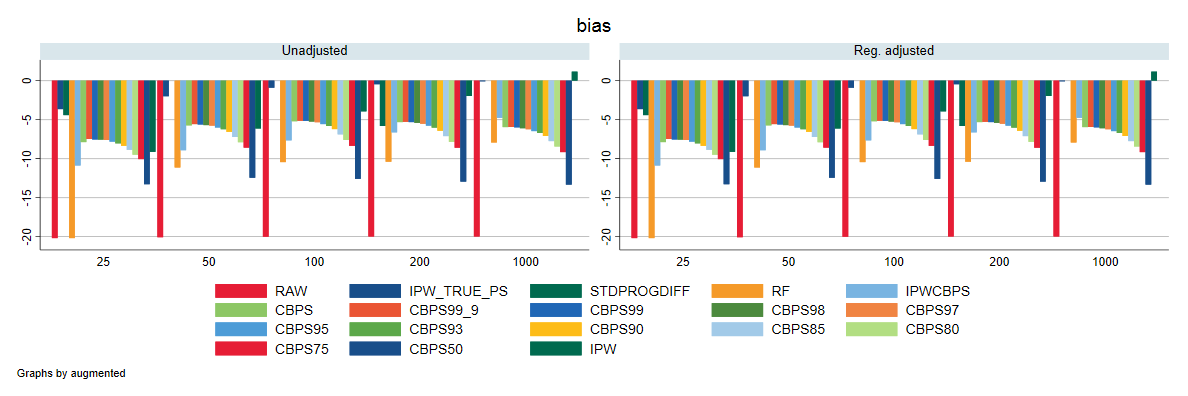 bias
Unadjusted
Reg. adjusted
0
-5
-10
-15
-20
25 50 100 200 1000
0
-5
-10
-15
-20
25 50 100 200 1000
RAW IPW_TRUE_PS STDPROGDIFF RF IPWCBPS
CBPS CBPS99_9 CBPS99 CBPS98 CBPS97
CBPS95 CBPS93 CBPS90 CBPS85 CBPS80
CBPS75 CBPS50 IPW
Graphs by augmented